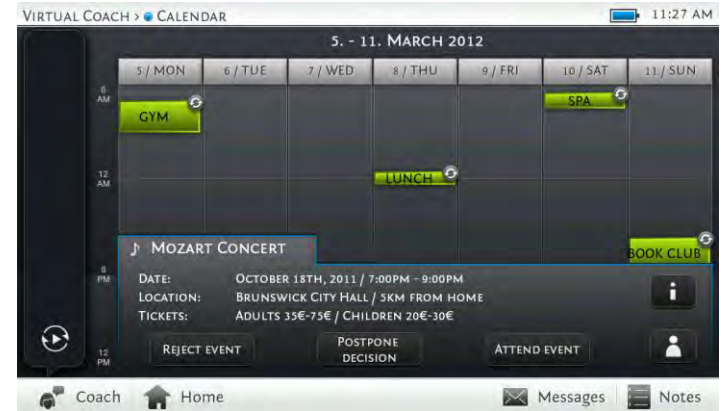 VIRTUAL COACH > CALENDAR
11:27 AM
5. - 11. MARCH 2012
5 / MON 6 / TUE 7 / WED 8 / THU 9 / FRI 10 / SAT 11 / SUN
6 AM
GYM
SPA
12 AM
LUNCH
BOOK CLUB
6 PM
MOZART CONCERT
DATE: OCTOBER 18TH, 2011 / 7:00PM - 9:00PM
LOCATION: BRUNSWICK CITY HALL / 5KM FROM HOME
TICKETS: ADULTS 35€-75€ / CHILDREN 20€-30€
REJECT EVENT
POSTPONE DECISION
ATTEND EVENT
12 PM
Coach Home Messages Notes